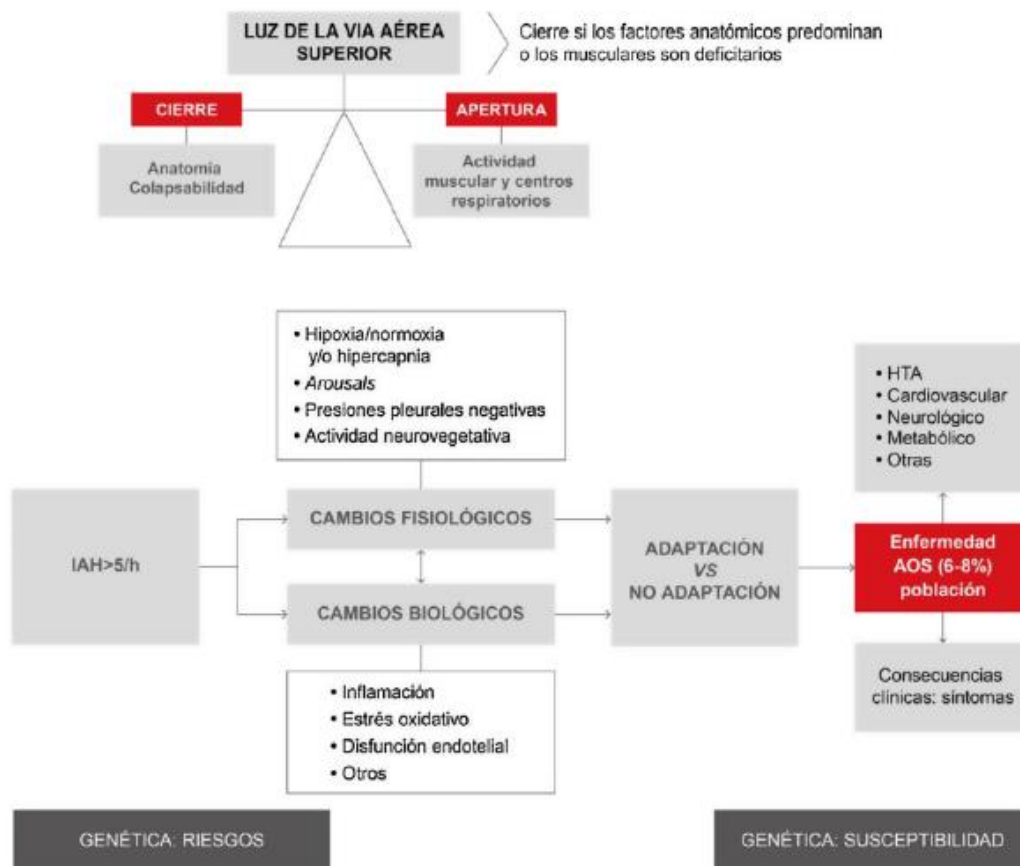 LUZ DE LA VIA AÉREA
SUPERIOR
Cierre si los factores anatómicos predominan
o los musculares son deficitarios
CIERRE
APERTURA
Anatomía
Colapsabilidad
Actividad
muscular y centros
respiratorios
• Hipoxia/normoxia
y/o hipercapnia
• Arousals
• Presiones pleurales negativas
• Actividad neurovegetativa
• HTA
• Cardiovascular
• Neurológico
• Metabólico
• Otras
IAH>5/h
CAMBIOS FISIOLÓGICOS
CAMBIOS BIOLÓGICOS
ADAPTACIÓN
VS
NO ADAPTACIÓN
Enfermedad
AOS (6-8%)
población
• Inflamación
• Estrés oxidativo
• Disfunción endotelial
• Otros
Consecuencias
clínicas: síntomas
GENÉTICA: RIESGOS
GENÉTICA: SUSCEPTIBILIDAD